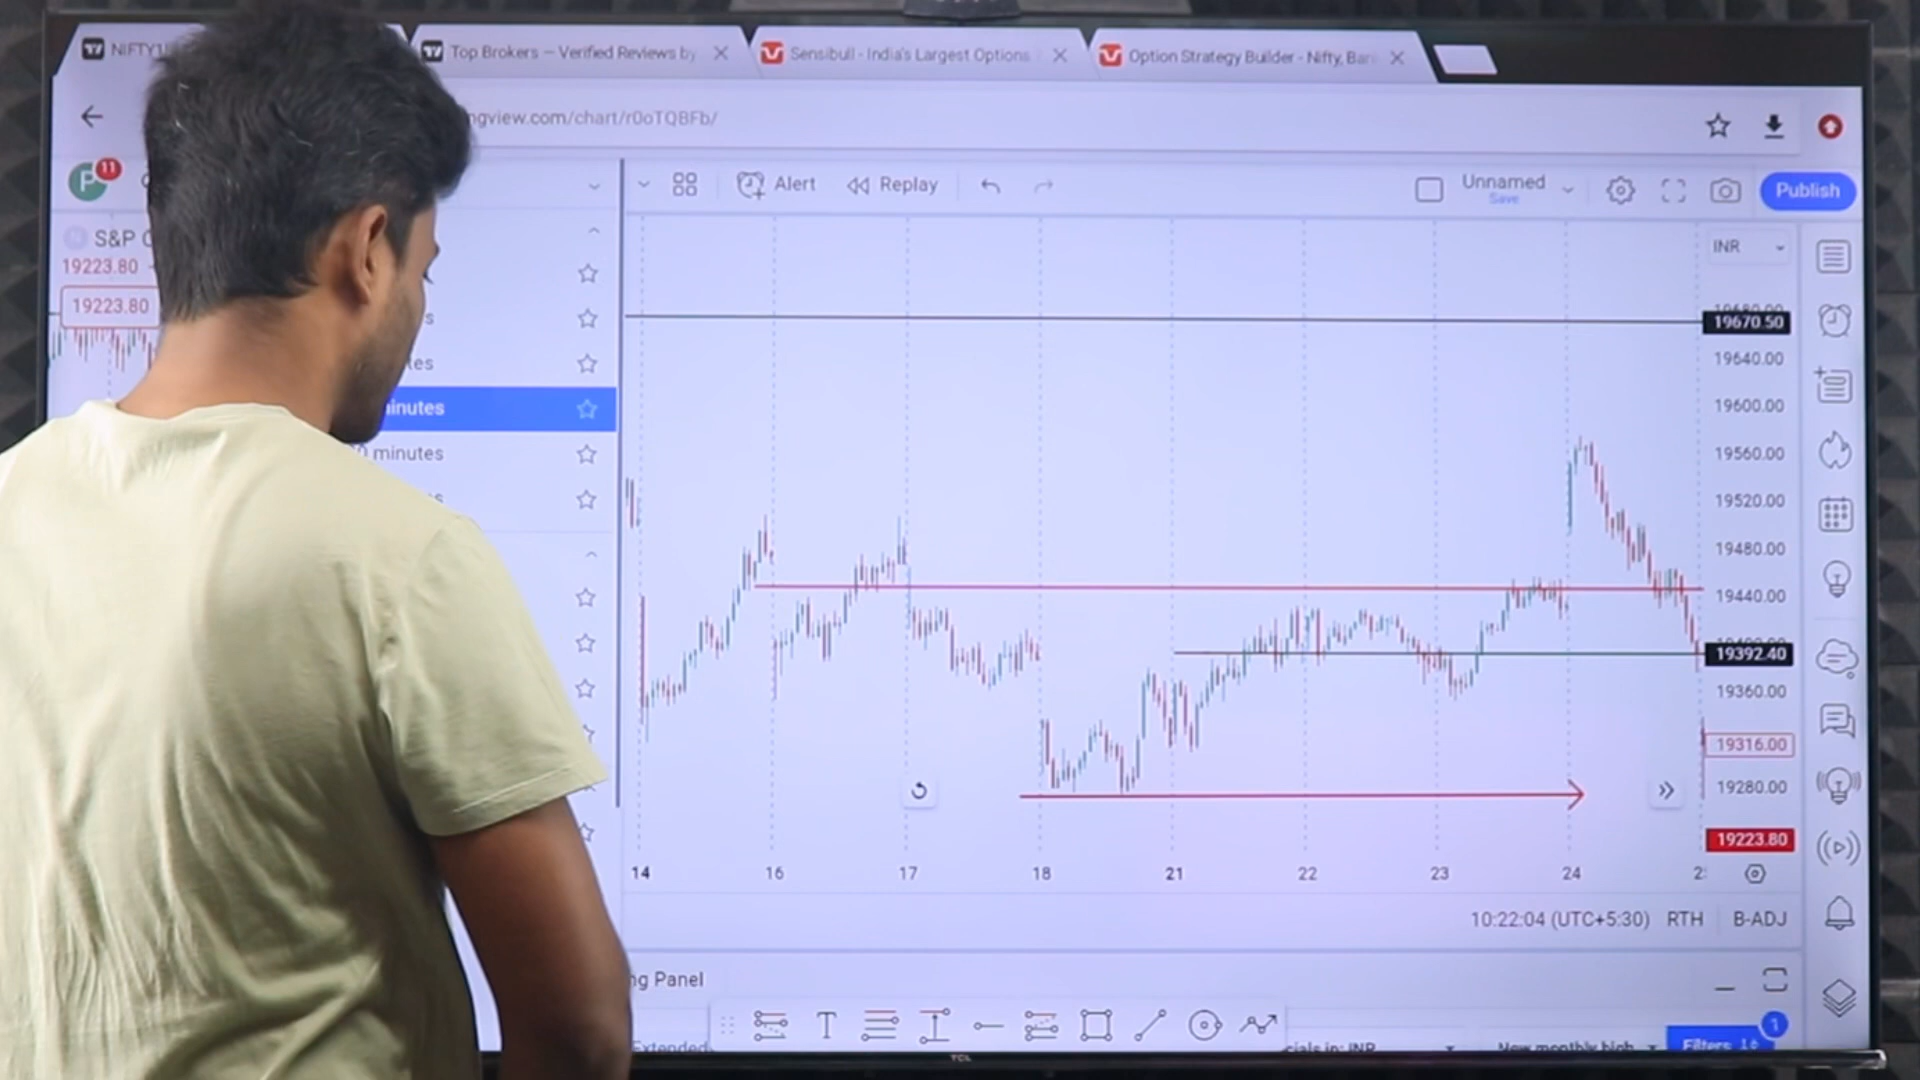 Top Brokers – Verified Reviews by
Sensibull - India's Largest Options
Option Strategy Builder - Nifty, Ban
ngview.com/chart/r0oTQBFb/
P 11
Alert
Replay
Unnamed
Save
Publish
S&P
19223.80
19223.80
INR
19680.00
19670.50
19640.00
19600.00
19560.00
19520.00
19480.00
19440.00
19392.40
19360.00
19316.00
19280.00
19223.80
minutes
minutes
14 16 17 18 21 22 23 24
10:22:04 (UTC+5:30) RTH B-ADJ
ng Panel
T
1
Extended
cials in: INR
New monthly high
Filters
TCL